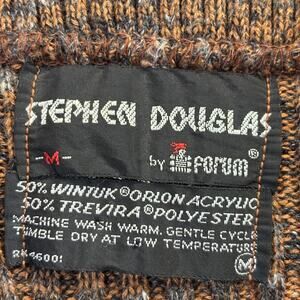 STEPHEN DOUGLAS
-M- by FORUM®
50% WINTUK®ORLON ACRYLIC
50% TREVIRA®POLYESTER
MACHINE WASH WARM. GENTLE CYCLE
TUMBLE DRY AT LOW TEMPERATURE
RN46001
M